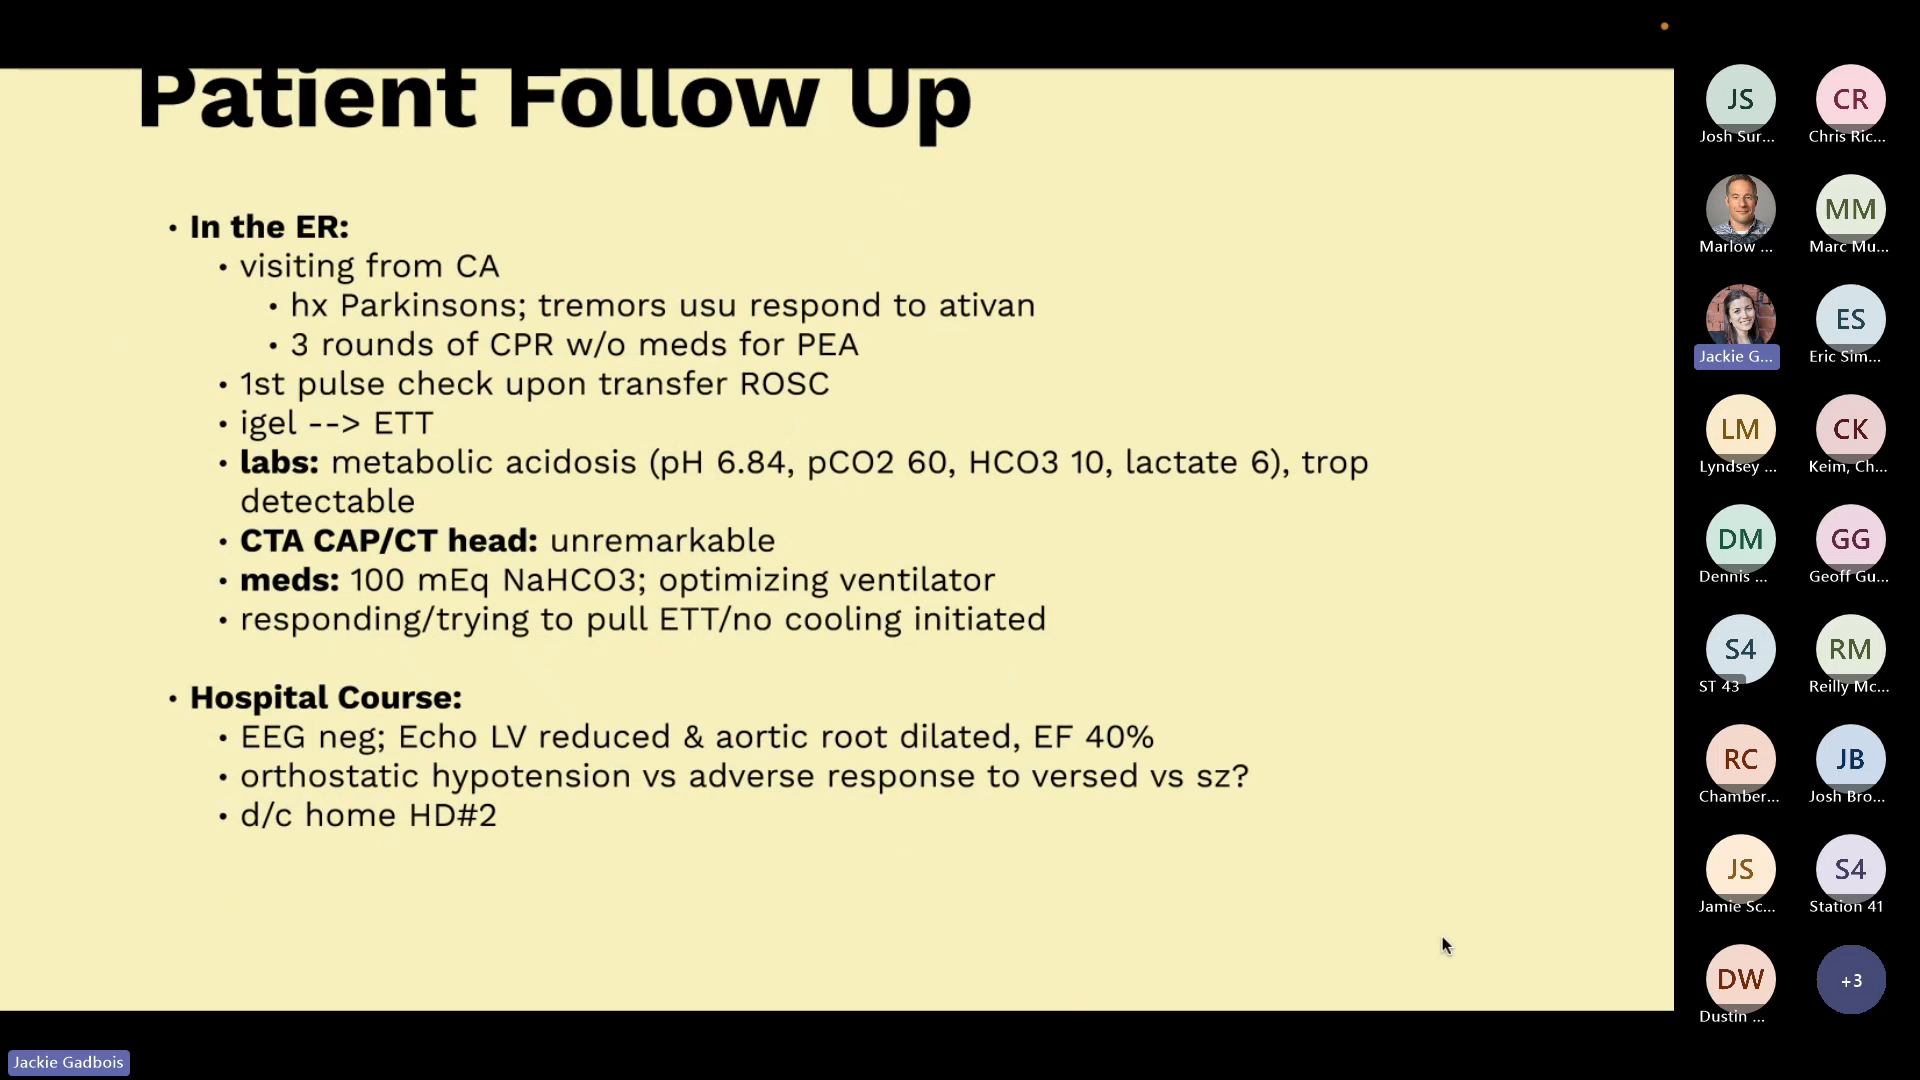 Patient Follow Up
• In the ER:
• visiting from CA
• hx Parkinsons; tremors usu respond to ativan
• 3 rounds of CPR w/o meds for PEA
• 1st pulse check upon transfer ROSC
• igel --> ETT
• labs: metabolic acidosis (pH 6.84, pCO2 60, HCO3 10, lactate 6), trop
detectable
• CTA CAP/CT head: unremarkable
• meds: 100 mEq NaHCO3; optimizing ventilator
• responding/trying to pull ETT/no cooling initiated
• Hospital Course:
• EEG neg; Echo LV reduced & aortic root dilated, EF 40%
• orthostatic hypotension vs adverse response to versed vs sz?
• d/c home HD#2
JS
Josh Sur...
CR
Chris Ric...
Marlow ...
MM
Marc Mu...
Jackie G...
ES
Eric Sim...
LM
Lyndsey ...
CK
Keim, Ch...
DM
Dennis ...
GG
Geoff Gu...
S4
ST 43
RM
Reilly Mc...
RC
Chamber...
JB
Josh Bro...
JS
Jamie Sc...
S4
Station 41
DW
Dustin ...
+3
Jackie Gadbois